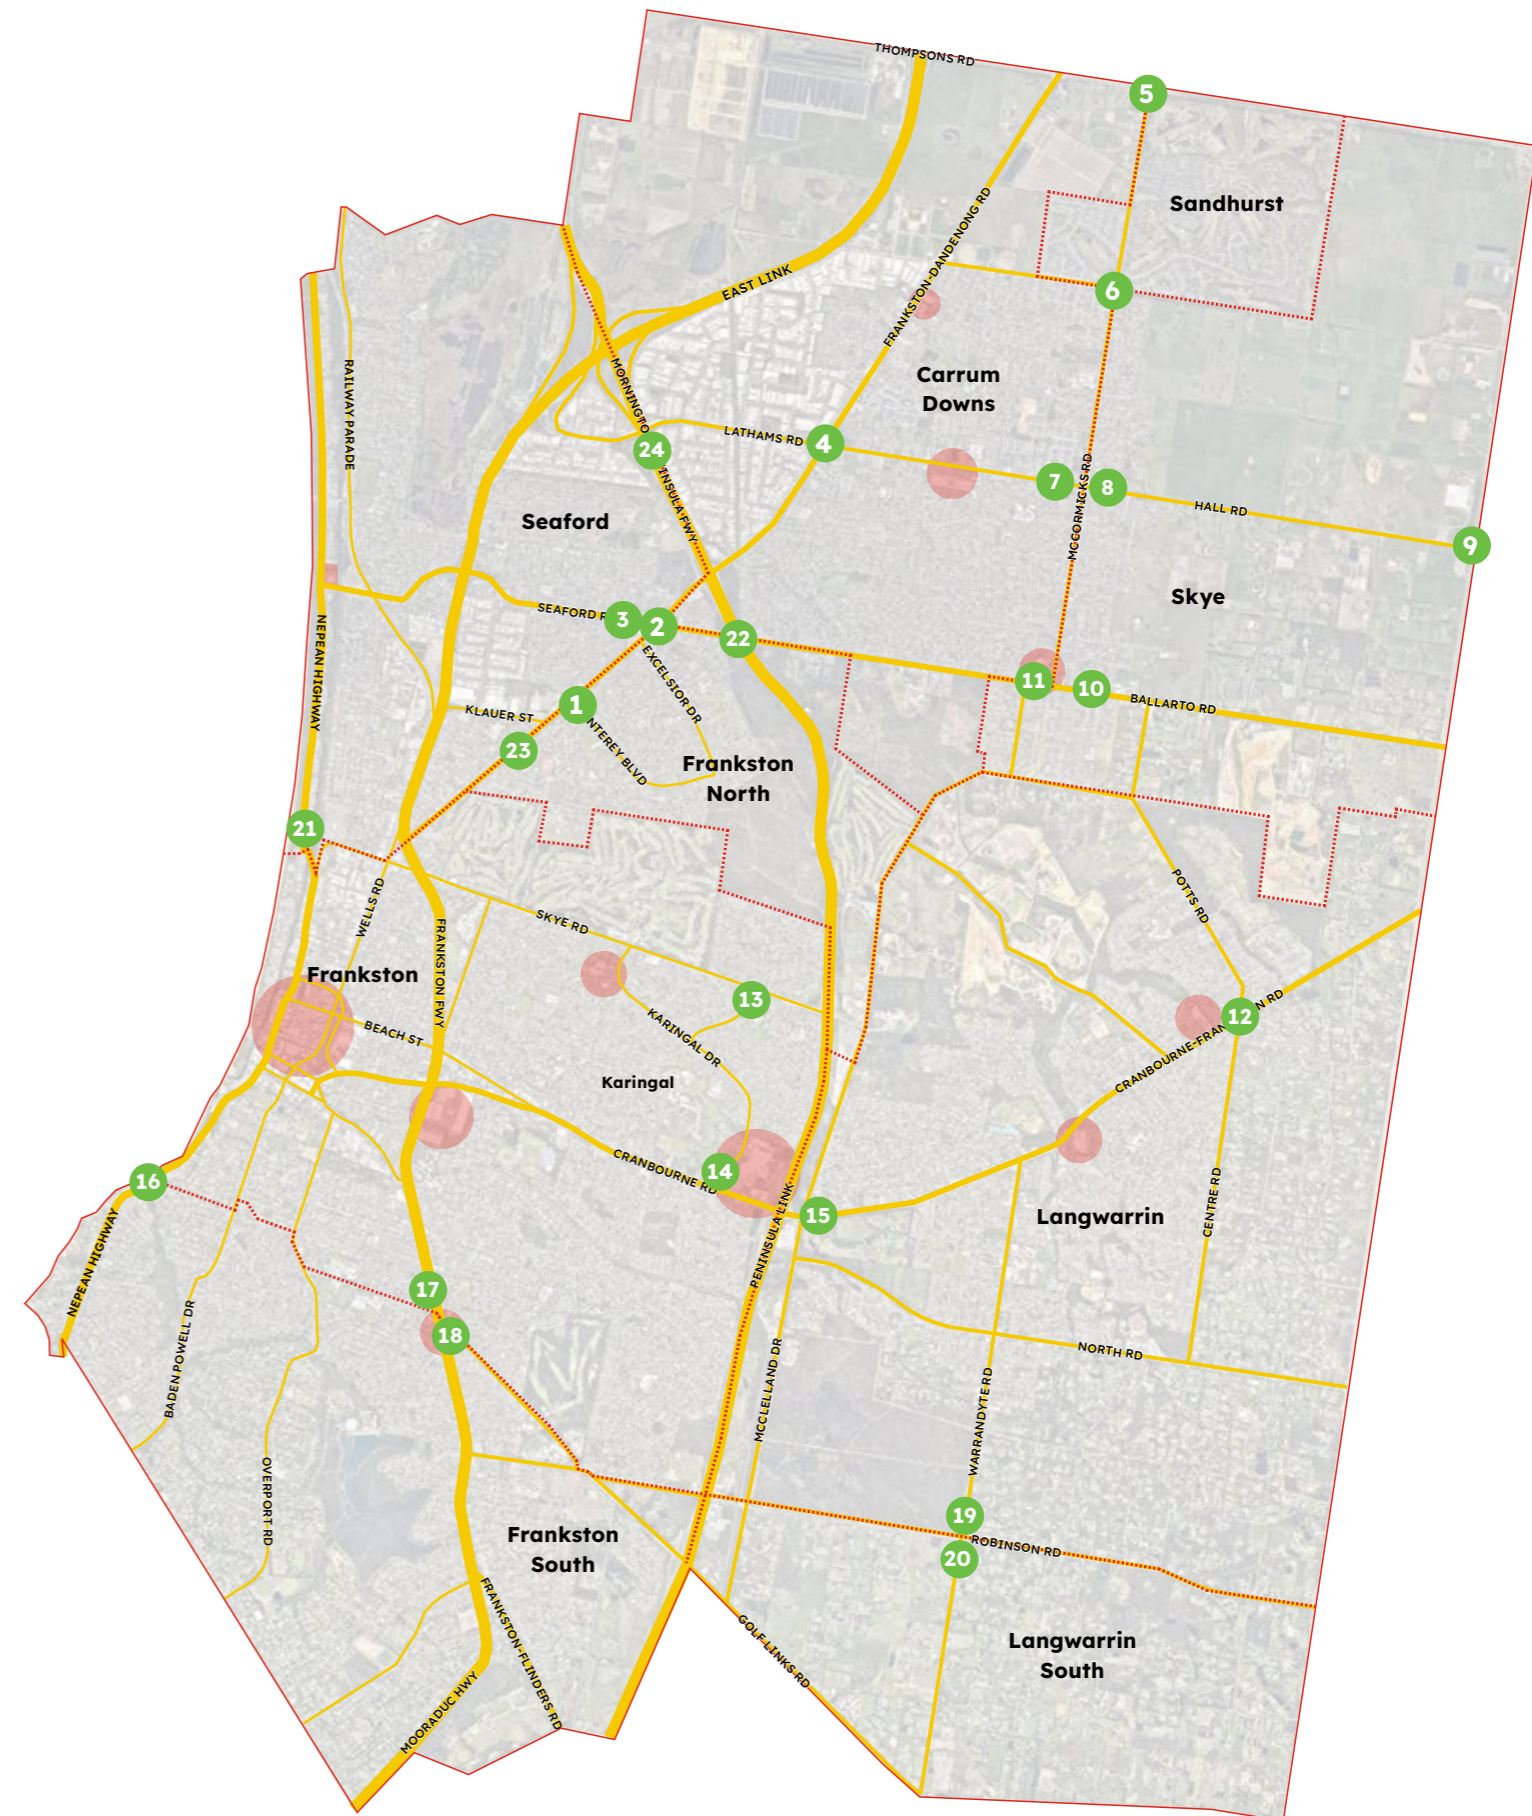 THOMPSONS RD
5
Sandhurst
FRANKSTON-DANDENONG RD
EAST LINK
6
RAILWAY PARADE
MORNINGTO
Carrum
Downs
LATHAMS RD
4
24
INSULA FWY
7
8
MCCORMICKS RD
HALL RD
Seaford
9
Skye
SEAFORD R
3
2
22
NEPEAN HIGHWAY
EXCELSIOR DR
11
10
BALLARTO RD
KLAUER ST
1
23
NTEREY BLVD
Frankston
North
21
WELLS RD
SKYE RD
POTTS RD
FRANKSTON FWY
Frankston
13
12
CRANBOURNE-FRAN
N RD
BEACH ST
KARINGAL DR
Karingal
CRANBOURNE RD
14
15
16
PENINSULA LINK
Langwarrin
CENTRE RD
NEPEAN HIGHWAY
17
18
BADEN POWELL DR
MCCLELLAND DR
NORTH RD
WARRANDYTE RD
OVERPORT RD
19
ROBINSON RD
20
Frankston
South
FRANKSTON-FLINDERS RD
GOLF LINKS RD
Langwarrin
South
MOORADUC HWY